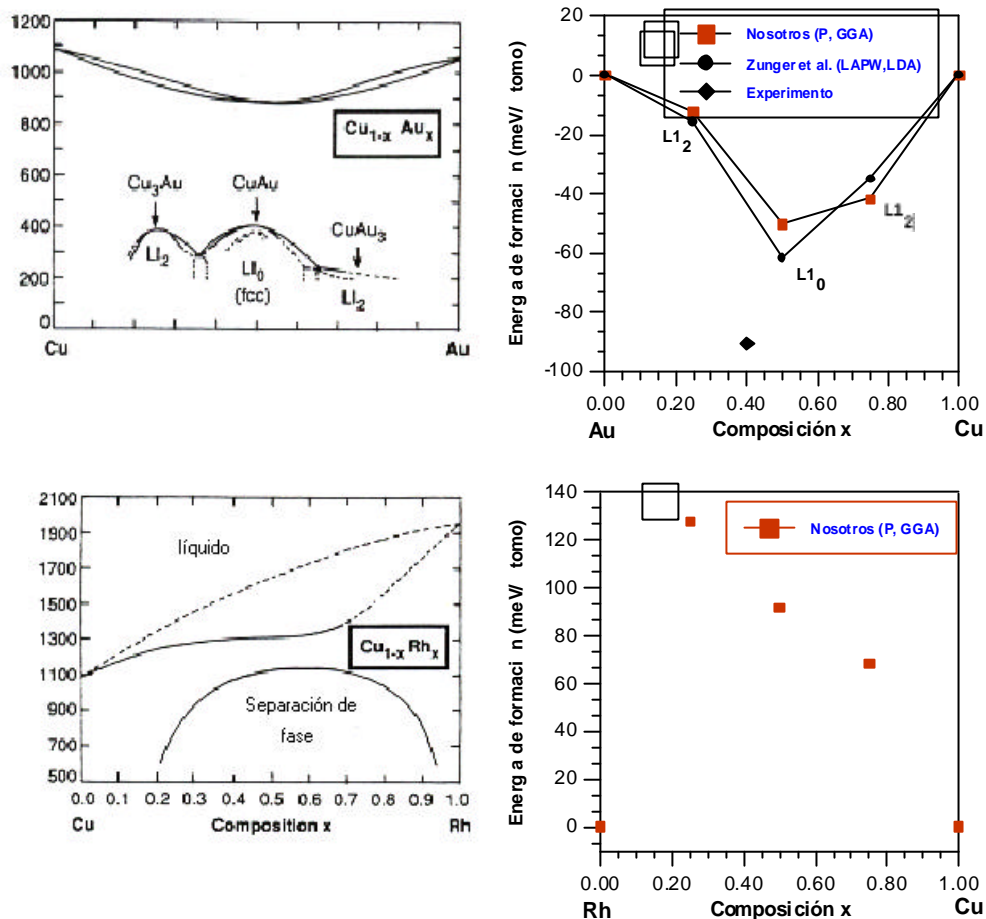 1200
1000
800
600
400
200
0
Cu₁₋ₓ Auₓ
Cu₃Au
CuAu
CuAu₃
Ll₂
Ll₀
(fcc)
Ll₂
Cu
Au
20
0
-20
-40
-60
-80
-100
Energ a de formaci n (meV/ tomo)
Nosotros (P, GGA)
Zunger et al. (LAPW,LDA)
Experimento
L1₂
L1₂
L1₀
0.00
0.20
0.40
0.60
0.80
1.00
Au
Composición x
Cu
2100
1900
1700
1500
1300
1100
900
700
500
líquido
Cu₁₋ₓ Rhₓ
Separación de
fase
0.0 0.1 0.2 0.3 0.4 0.5 0.6 0.7 0.8 0.9 1.0
Cu
Composition x
Rh
140
120
100
80
60
40
20
0
Energ a de formaci n (meV/ tomo)
Nosotros (P, GGA)
0.00
0.20
0.40
0.60
0.80
1.00
Rh
Composición x
Cu